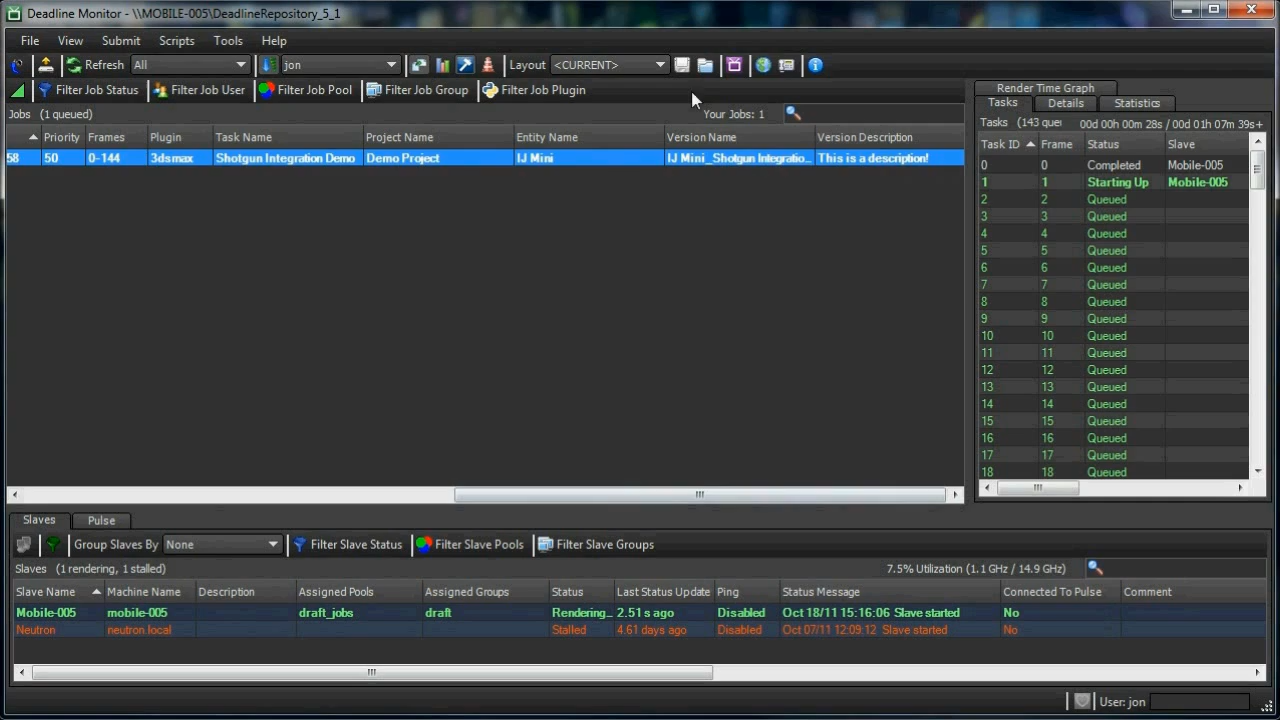 Deadline Monitor - \\MOBILE-005\DeadlineRepository_5_1
File View Submit Scripts Tools Help
Refresh All jon Layout <CURRENT>
Filter Job Status Filter Job User Filter Job Pool Filter Job Group Filter Job Plugin
Jobs (1 queued) Your Jobs: 1
Priority Frames Plugin Task Name Project Name Entity Name Version Name Version Description
58 50 0-144 3dsmax Shotgun Integration Demo Demo Project IJ Mini IJ Mini_Shotgun Integratio... This is a description!
Render Time Graph
Tasks Details Statistics
Tasks (143 que 00d 00h 00m 28s / 00d 01h 07m 39s+
Task ID Frame Status Slave
0 0 Completed Mobile-005
1 1 Starting Up Mobile-005
2 2 Queued
3 3 Queued
4 4 Queued
5 5 Queued
6 6 Queued
7 7 Queued
8 8 Queued
9 9 Queued
10 10 Queued
11 11 Queued
12 12 Queued
13 13 Queued
14 14 Queued
15 15 Queued
16 16 Queued
17 17 Queued
18 18 Queued
Slaves Pulse
Group Slaves By None Filter Slave Status Filter Slave Pools Filter Slave Groups
Slaves (1 rendering, 1 stalled) 7.5% Utilization (1.1 GHz / 14.9 GHz)
Slave Name Machine Name Description Assigned Pools Assigned Groups Status Last Status Update Ping Status Message Connected To Pulse Comment
Mobile-005 mobile-005 draft_jobs draft Rendering... 2.51 s ago Disabled Oct 18/11 15:16:06 Slave started No
Neutron neutron.local Stalled 4.61 days ago Disabled Oct 07/11 12:09:12 Slave started No
User: jon